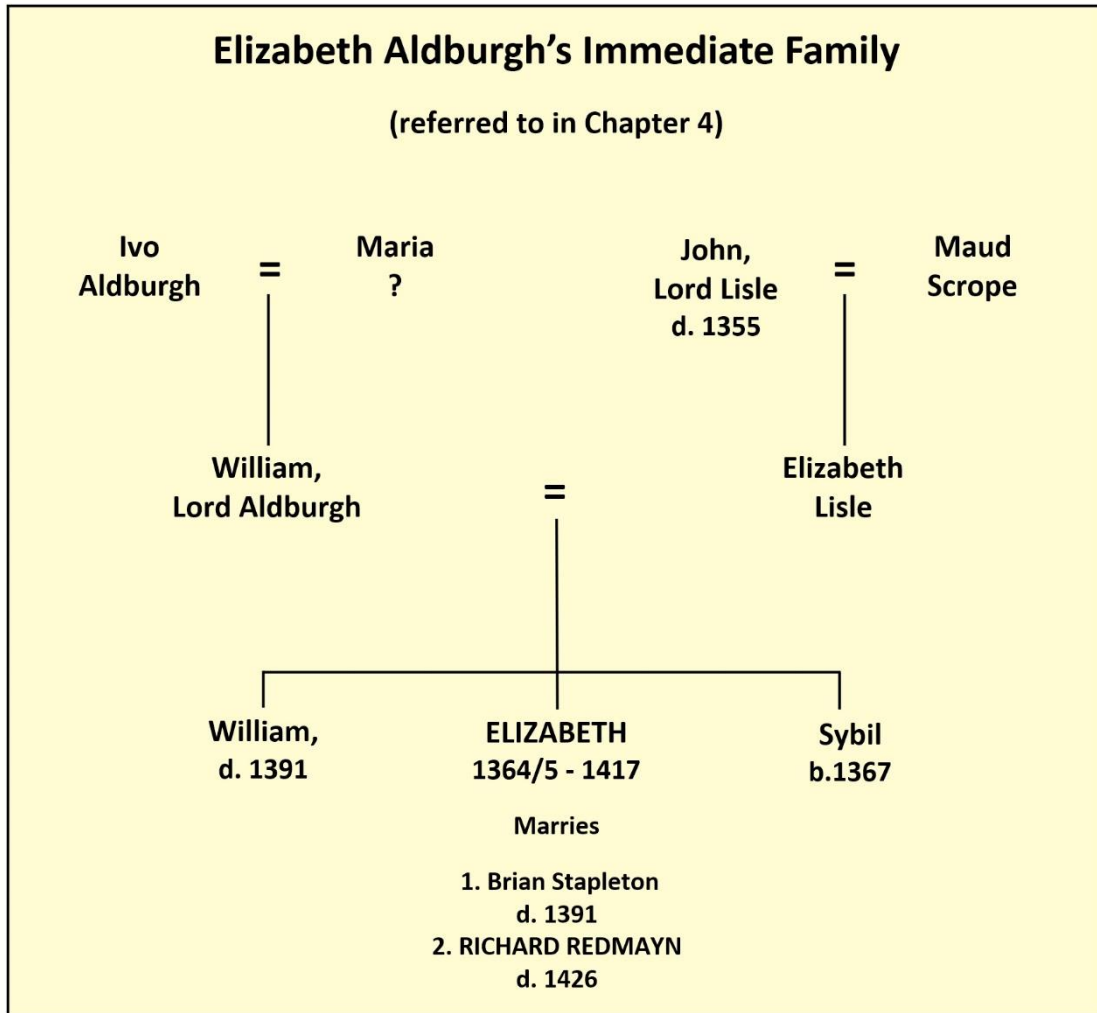 Elizabeth Aldburgh’s Immediate Family
(referred to in Chapter 4)
Ivo
Aldburgh
=
Maria
?
John,
Lord Lisle
d. 1355
=
Maud
Scrope
William,
Lord Aldburgh
=
Elizabeth
Lisle
William,
d. 1391
ELIZABETH
1364/5 - 1417
Sybil
b.1367
Marries
1. Brian Stapleton
d. 1391
2. RICHARD REDMAYN
d. 1426